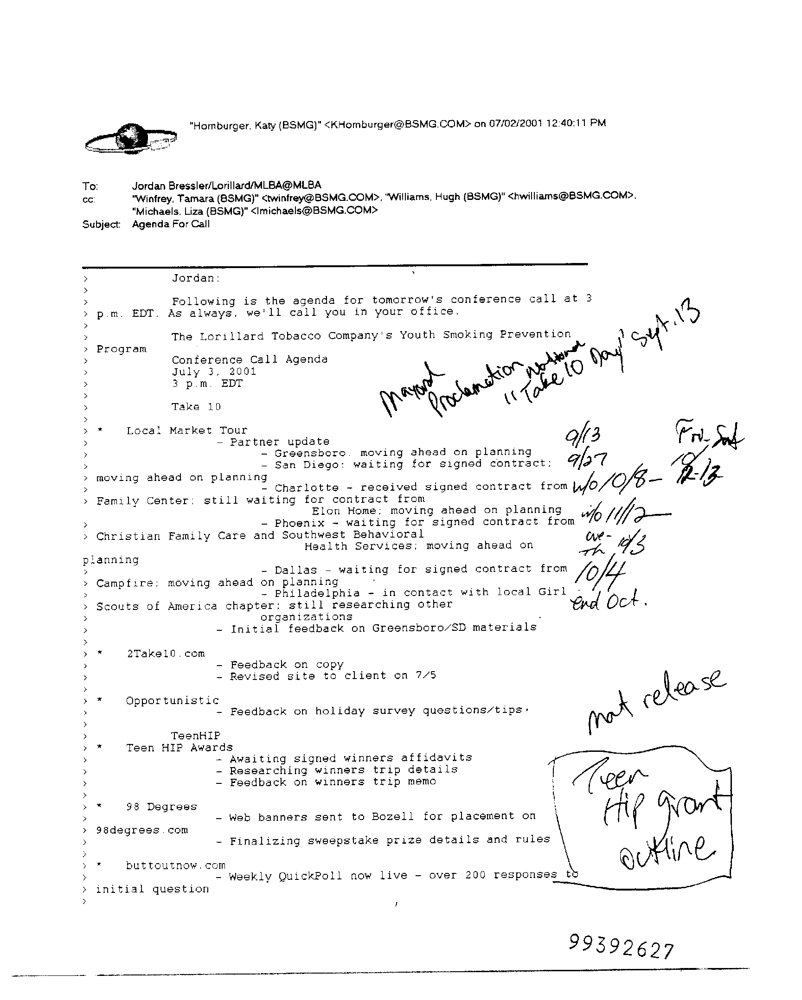 "Homburger, Katy (BSMG)" <KHomburger@BSMG.COM> on 07/02/2001 12:40:11 PM
To: Jordan Bressler/Lorillard/MLBA@MLBA
cc: "Winfrey, Tamara (BSMG)" <twinfrey@BSMG.COM>, "Williams, Hugh (BSMG)" <hwilliams@BSMG.COM>,
"Michaels, Liza (BSMG)" <lmichaels@BSMG.COM>
Subject: Agenda For Call
> Jordan:
>
> Following is the agenda for tomorrow's conference call at 3
> p.m. EDT. As always, we'll call you in your office.
>
> The Lorillard Tobacco Company's Youth Smoking Prevention
> Program
> Conference Call Agenda
> July 3, 2001
> 3 p.m. EDT
>
> Take 10
>
Proclamation National
"Take 10 Day" Sept. 13
> * Local Market Tour
> - Partner update
> - Greensboro. moving ahead on planning 9/13
> - San Diego: waiting for signed contract; 9/27
> moving ahead on planning
> - Charlotte - received signed contract from w/o 10/8-
Fri-Sat
12-13
> Family Center; still waiting for contract from
> Elon Home; moving ahead on planning w/o 11/12
> - Phoenix - waiting for signed contract from
> Christian Family Care and Southwest Behavioral
> Health Services; moving ahead on
planning
> - Dallas - waiting for signed contract from 10/4
> Campfire; moving ahead on planning
> - Philadelphia - in contact with local Girl
> Scouts of America chapter; still researching other end Oct.
> organizations
> - Initial feedback on Greensboro/SD materials
>
> * 2Take10.com
> - Feedback on copy
> - Revised site to client on 7/5
>
> * Opportunistic
> - Feedback on holiday survey questions/tips.
mat release
>
> TeenHIP
> * Teen HIP Awards
> - Awaiting signed winners affidavits
> - Researching winners trip details
> - Feedback on winners trip memo
>
Teen
Hip grant
outline
> * 98 Degrees
> - Web banners sent to Bozell for placement on
> 98degrees.com
> - Finalizing sweepstake prize details and rules
>
> * buttoutnow.com
> - Weekly QuickPoll now live - over 200 responses to
> initial question
>
99392627